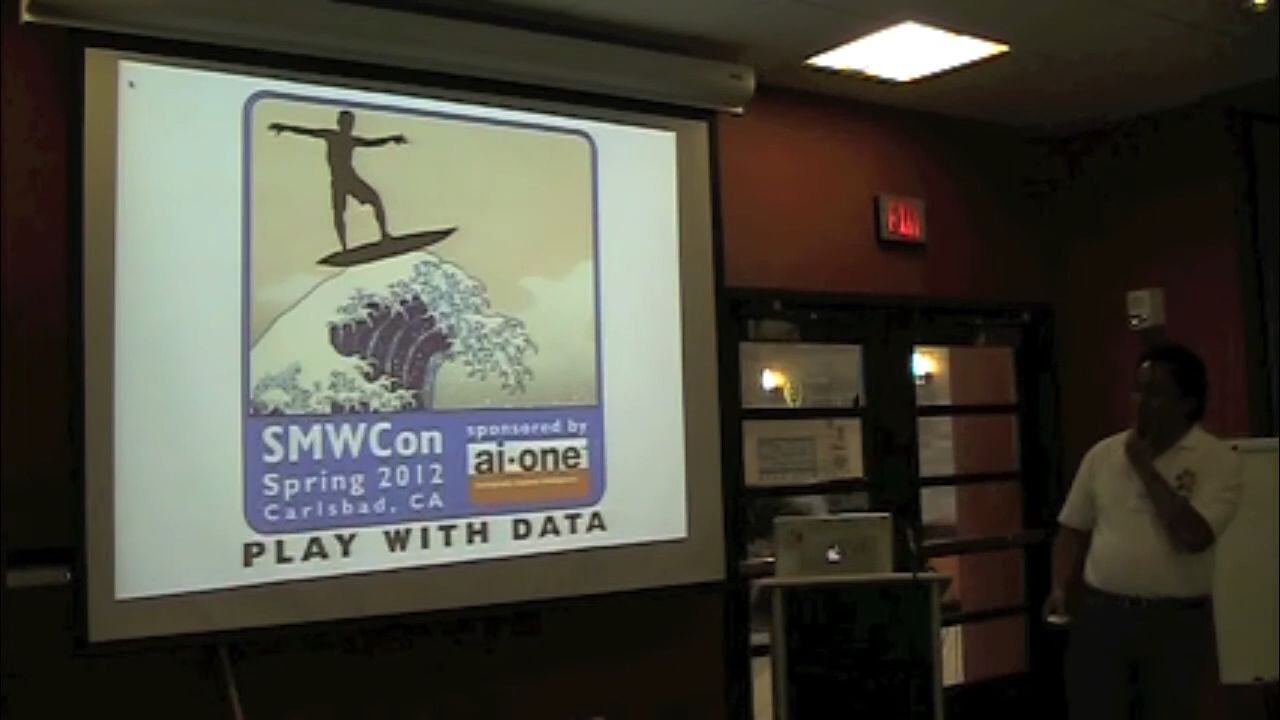 SMWCon
Spring 2012
Carlsbad, CA
sponsored by
ai-one
PLAY WITH DATA
EXIT